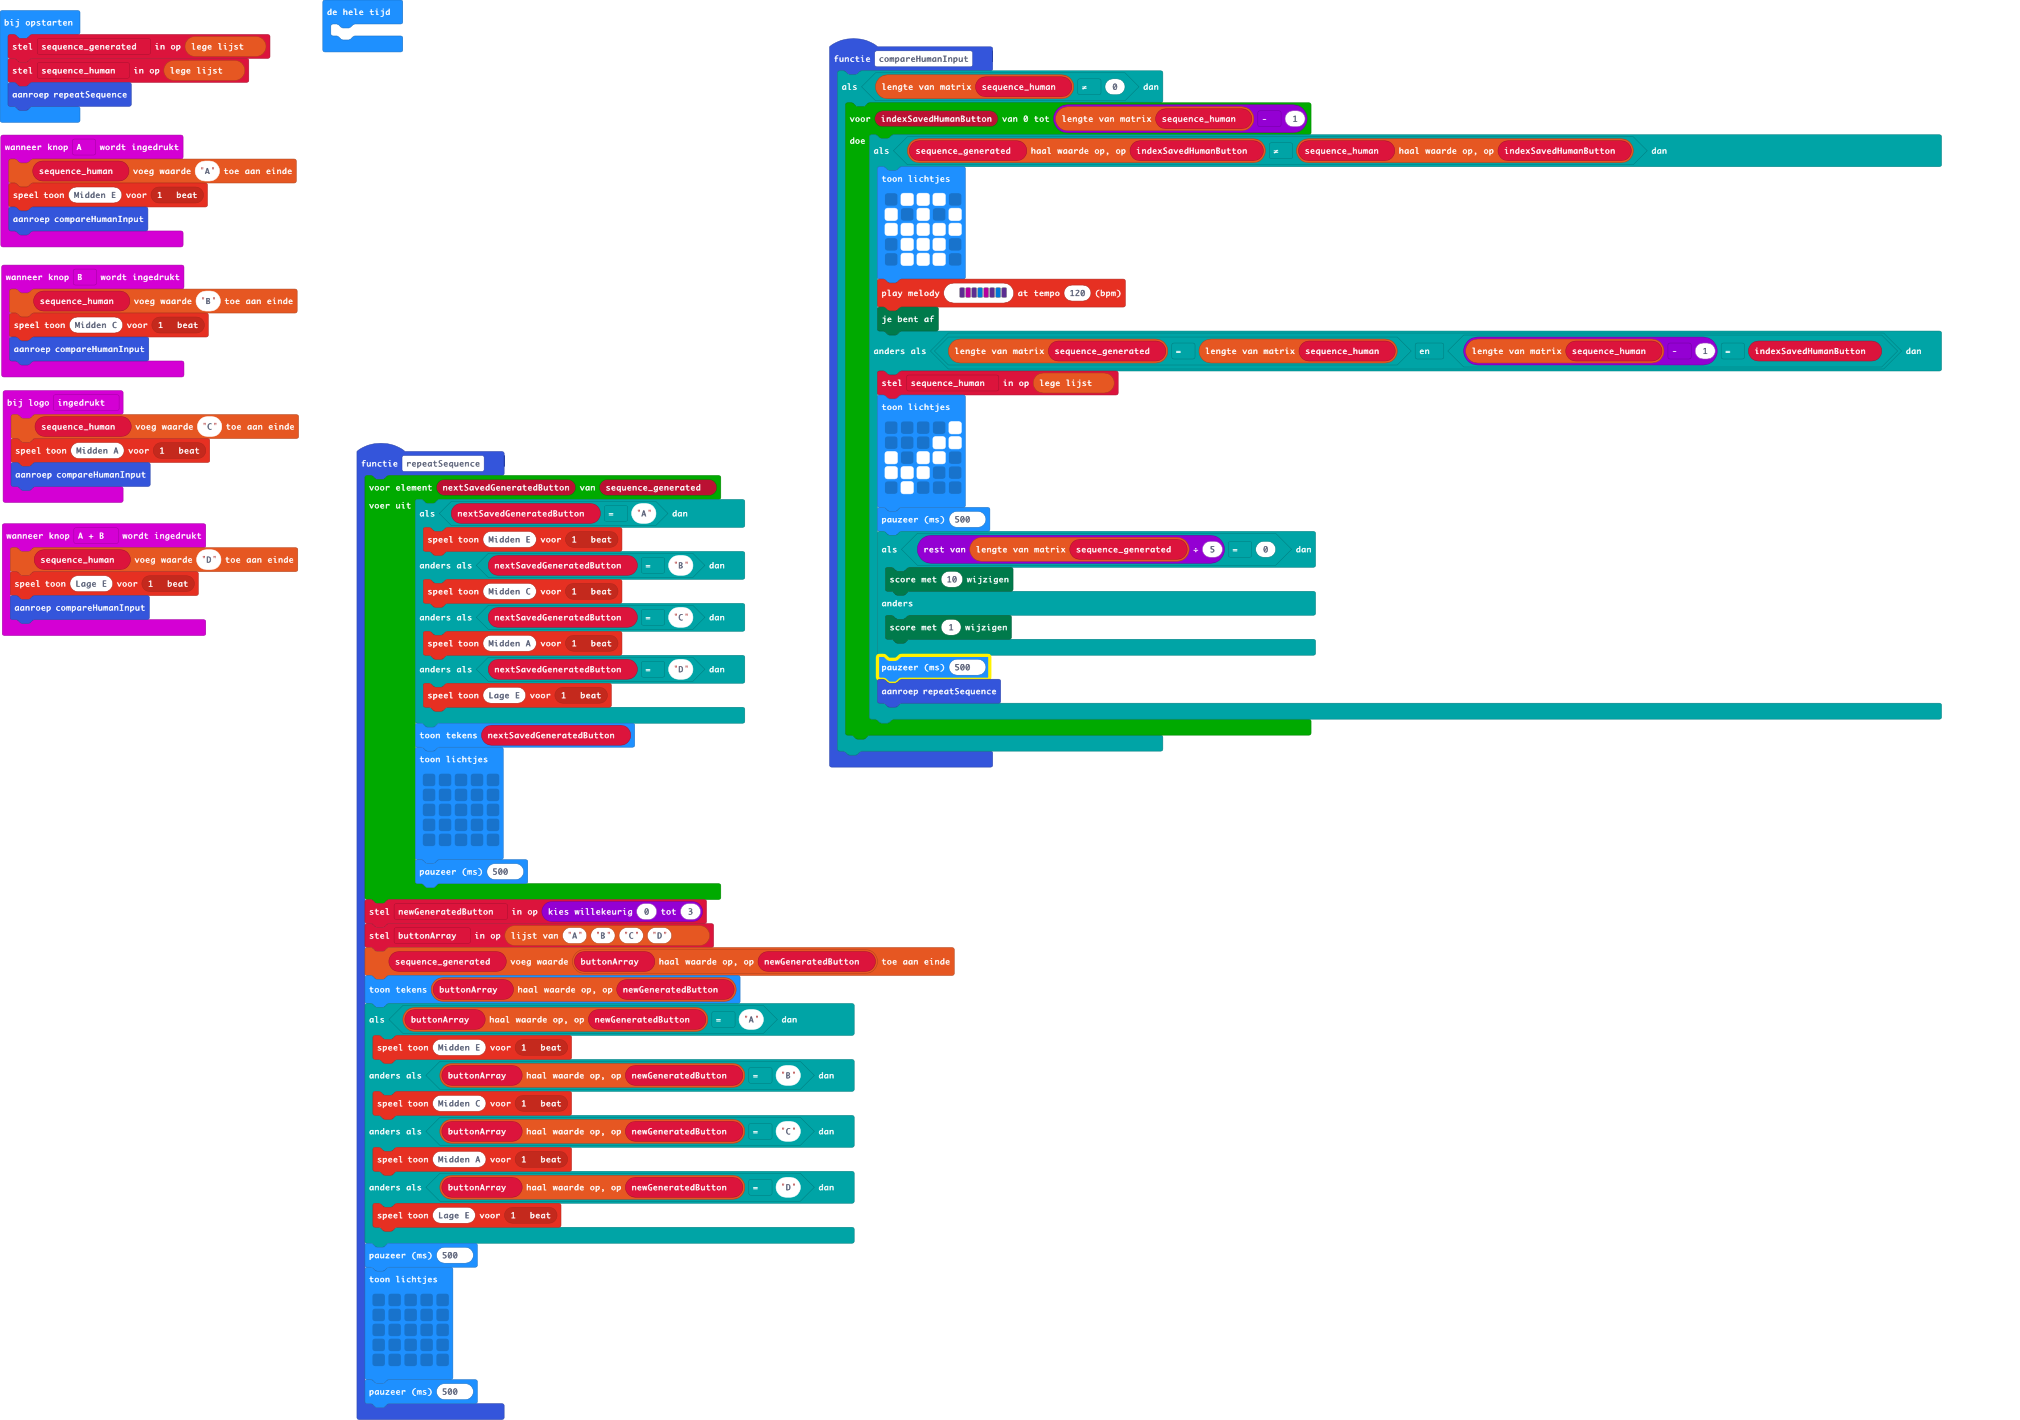 bij opstarten
stel sequence_generated in op lege lijst
stel sequence_human in op lege lijst
aanroep repeatSequence
de hele tijd
wanneer knop A wordt ingedrukt
sequence_human voeg waarde "A" toe aan einde
speel toon Midden E voor 1 beat
aanroep compareHumanInput
wanneer knop B wordt ingedrukt
sequence_human voeg waarde "B" toe aan einde
speel toon Midden C voor 1 beat
aanroep compareHumanInput
bij logo ingedrukt
sequence_human voeg waarde "C" toe aan einde
speel toon Midden A voor 1 beat
aanroep compareHumanInput
wanneer knop A + B wordt ingedrukt
sequence_human voeg waarde "D" toe aan einde
speel toon Lage E voor 1 beat
aanroep compareHumanInput
functie repeatSequence
voor element nextSavedGeneratedButton van sequence_generated
voer uit
als nextSavedGeneratedButton = "A" dan
speel toon Midden E voor 1 beat
anders als nextSavedGeneratedButton = "B" dan
speel toon Midden C voor 1 beat
anders als nextSavedGeneratedButton = "C" dan
speel toon Midden A voor 1 beat
anders als nextSavedGeneratedButton = "D" dan
speel toon Lage E voor 1 beat
toon tekens nextSavedGeneratedButton
toon lichtjes
pauzeer (ms) 500
stel newGeneratedButton in op kies willekeurig 0 tot 3
stel buttonArray in op lijst van "A" "B" "C" "D"
sequence_generated voeg waarde buttonArray haal waarde op, op newGeneratedButton toe aan einde
toon tekens buttonArray haal waarde op, op newGeneratedButton
als buttonArray haal waarde op, op newGeneratedButton = "A" dan
speel toon Midden E voor 1 beat
anders als buttonArray haal waarde op, op newGeneratedButton = "B" dan
speel toon Midden C voor 1 beat
anders als buttonArray haal waarde op, op newGeneratedButton = "C" dan
speel toon Midden A voor 1 beat
anders als buttonArray haal waarde op, op newGeneratedButton = "D" dan
speel toon Lage E voor 1 beat
pauzeer (ms) 500
toon lichtjes
pauzeer (ms) 500
functie compareHumanInput
als lengte van matrix sequence_human ≠ 0 dan
voor indexSavedHumanButton van 0 tot lengte van matrix sequence_human - 1
doe
als sequence_generated haal waarde op, op indexSavedHumanButton ≠ sequence_human haal waarde op, op indexSavedHumanButton dan
toon lichtjes
play melody at tempo 120 (bpm)
je bent af
anders als lengte van matrix sequence_generated = lengte van matrix sequence_human en lengte van matrix sequence_human - 1 = indexSavedHumanButton dan
stel sequence_human in op lege lijst
toon lichtjes
pauzeer (ms) 500
als rest van lengte van matrix sequence_generated ÷ 5 = 0 dan
score met 10 wijzigen
anders
score met 1 wijzigen
pauzeer (ms) 500
aanroep repeatSequence